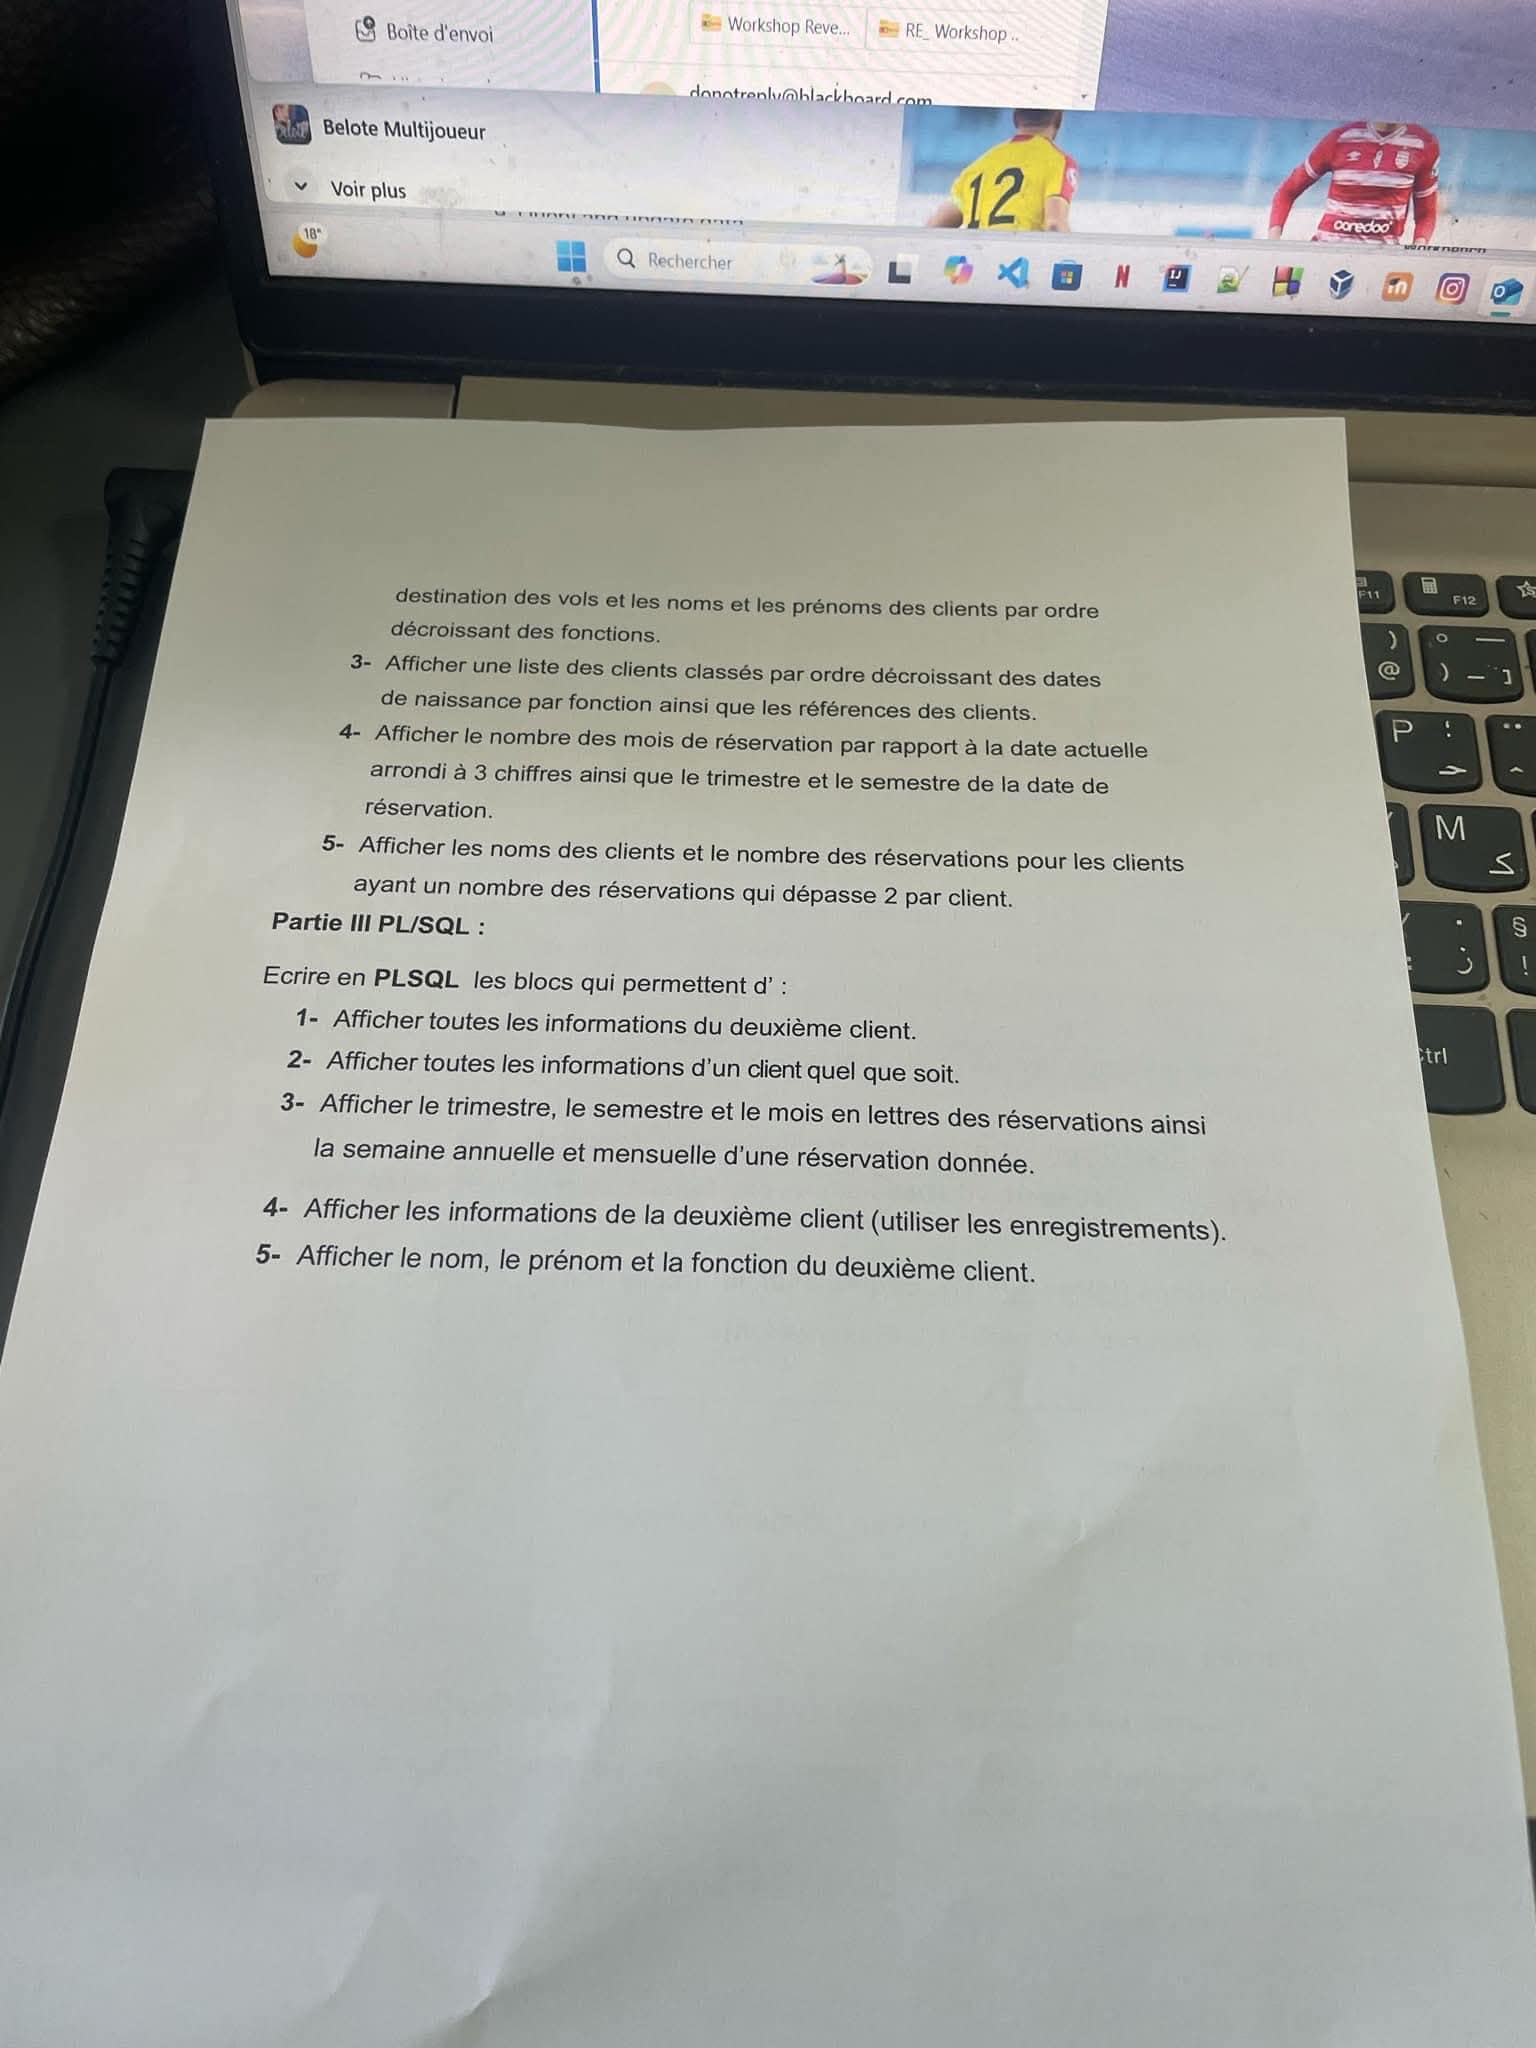 Boîte d'envoi
Workshop Reve...
RE_ Workshop ..
donotreply@blackboard.com
Belote Multijoueur
Voir plus
12
ooredoo
18°
Rechercher
destination des vols et les noms et les prénoms des clients par ordre
décroissant des fonctions.
3- Afficher une liste des clients classés par ordre décroissant des dates
de naissance par fonction ainsi que les références des clients.
4- Afficher le nombre des mois de réservation par rapport à la date actuelle
arrondi à 3 chiffres ainsi que le trimestre et le semestre de la date de
réservation.
5- Afficher les noms des clients et le nombre des réservations pour les clients
ayant un nombre des réservations qui dépasse 2 par client.
Partie III PL/SQL :
Ecrire en PLSQL les blocs qui permettent d' :
1- Afficher toutes les informations du deuxième client.
2- Afficher toutes les informations d'un client quel que soit.
3- Afficher le trimestre, le semestre et le mois en lettres des réservations ainsi
la semaine annuelle et mensuelle d'une réservation donnée.
4- Afficher les informations de la deuxième client (utiliser les enregistrements).
5- Afficher le nom, le prénom et la fonction du deuxième client.
F11
F12
) @
° )
P
M
§ !
ctrl